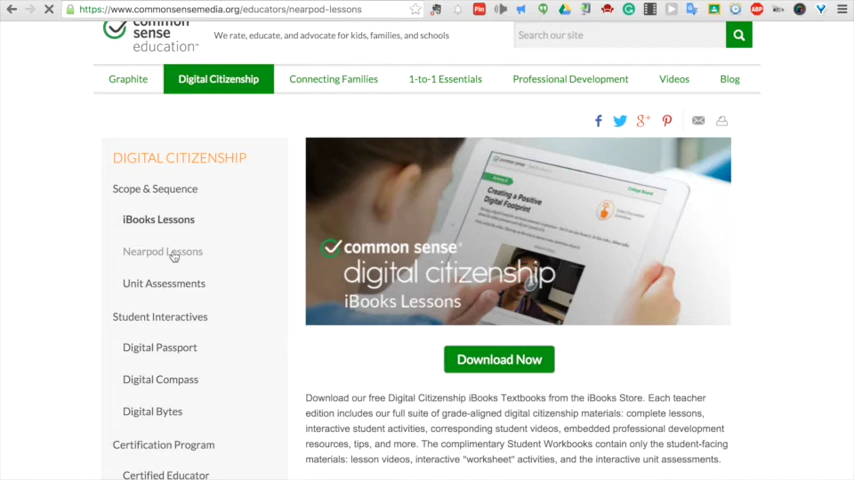 https://www.commonsensemedia.org/educators/nearpod-lessons
common
sense
education™
We rate, educate, and advocate for kids, families, and schools
Search our site
Graphite
Digital Citizenship
Connecting Families
1-to-1 Essentials
Professional Development
Videos
Blog
DIGITAL CITIZENSHIP
Scope & Sequence
iBooks Lessons
Nearpod Lessons
Unit Assessments
Student Interactives
Digital Passport
Digital Compass
Digital Bytes
Certification Program
Certified Educator
Creating a Positive
Digital Footprint
common sense®
digital citizenship
iBooks Lessons
Download Now
Download our free Digital Citizenship iBooks Textbooks from the iBooks Store. Each teacher
edition includes our full suite of grade-aligned digital citizenship materials: complete lessons,
interactive student activities, corresponding student videos, embedded professional development
resources, tips, and more. The complimentary Student Workbooks contain only the student-facing
materials: lesson videos, interactive "worksheet" activities, and the interactive unit assessments.